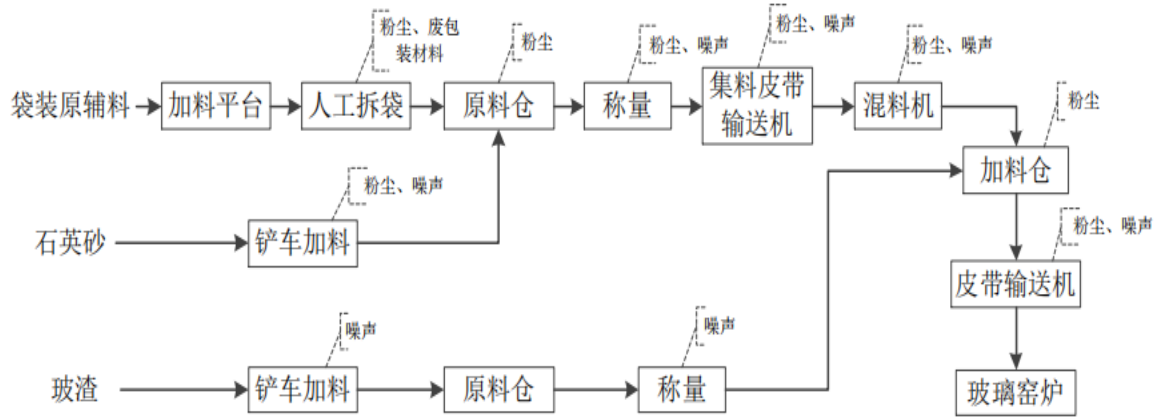 粉尘、废包
装材料
粉尘
粉尘、噪声
粉尘、噪声
粉尘、噪声
袋装原辅料
加料平台
人工拆袋
原料仓
称量
集料皮带
输送机
混料机
粉尘
加料仓
粉尘、噪声
石英砂
铲车加料
粉尘、噪声
皮带输送机
噪声
噪声
玻渣
铲车加料
原料仓
称量
玻璃窑炉